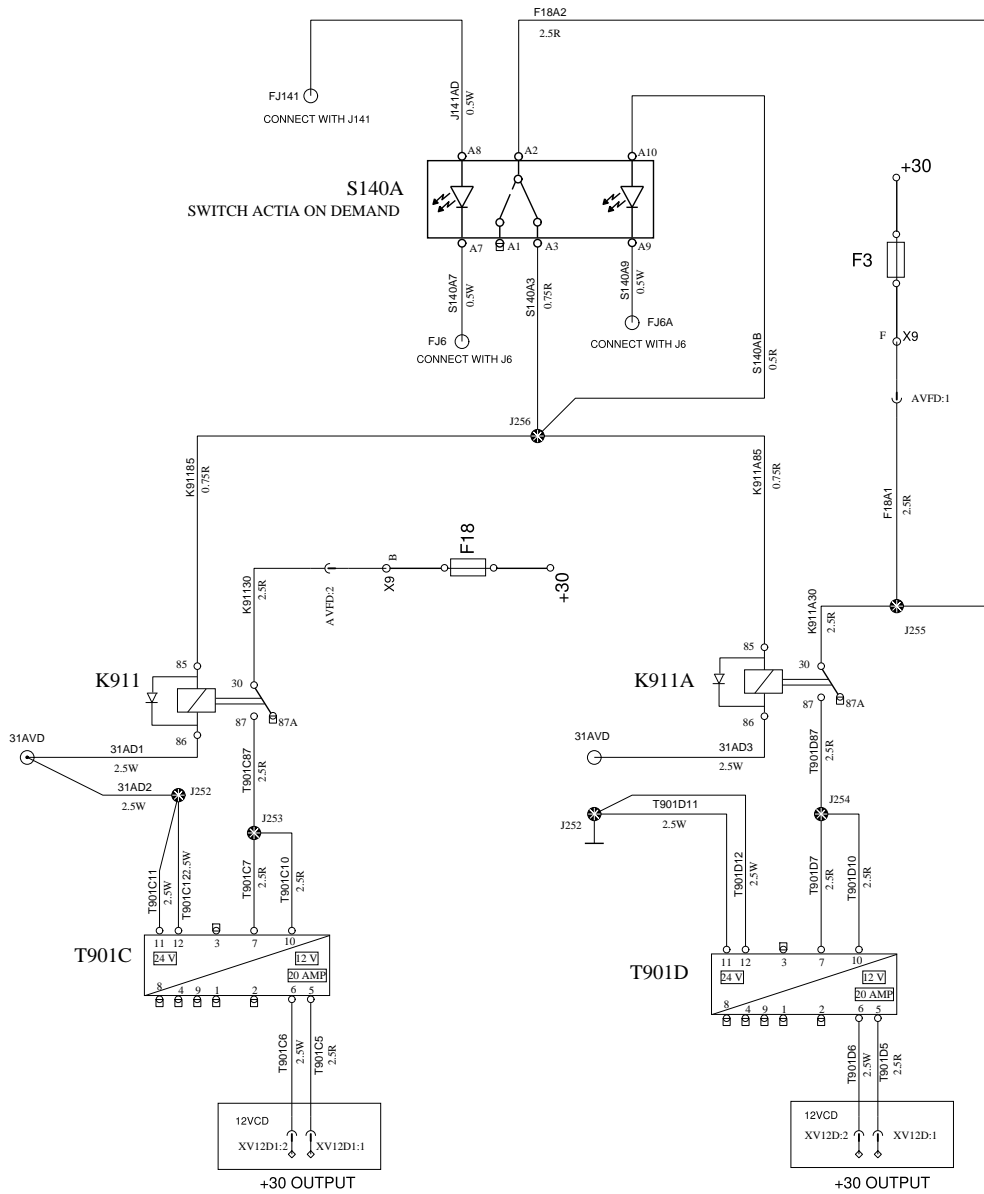 F18A2
2.5R
FJ141
CONNECT WITH J141
J141AD
0.5W
A8
A2
A10
S140A
SWITCH ACTIA ON DEMAND
A7
A1
A3
A9
S140A7
0.5W
S140A3
0.75R
S140A9
0.5W
FJ6
CONNECT WITH J6
FJ6A
CONNECT WITH J6
S140AB
0.5R
+30
F3
F
X9
AVFD:1
F18A1
2.5R
J256
K91185
0.75R
K911A85
0.75R
K91130
2.5R
AVFD:2
X9
B
F18
+30
K911A30
2.5R
J255
85
K911
30
87
87A
86
31AVD
31AD1
2.5W
31AD2
2.5W
J252
T901C87
2.5R
J253
T901C11
2.5W
T901C12
2.5W
T901C7
2.5R
T901C10
2.5R
T901C
11
12
3
7
10
24 V
12 V
20 AMP
8
4
9
1
2
6
5
T901C6
2.5W
T901C5
2.5R
12VCD
XV12D1:2
XV12D1:1
+30 OUTPUT
85
K911A
30
87
87A
86
31AVD
31AD3
2.5W
T901D87
2.5R
J254
J252
T901D11
2.5W
T901D12
2.5W
T901D7
2.5R
T901D10
2.5R
T901D
11
12
3
7
10
24 V
12 V
20 AMP
8
4
9
1
2
6
5
T901D6
2.5W
T901D5
2.5R
12VCD
XV12D:2
XV12D:1
+30 OUTPUT